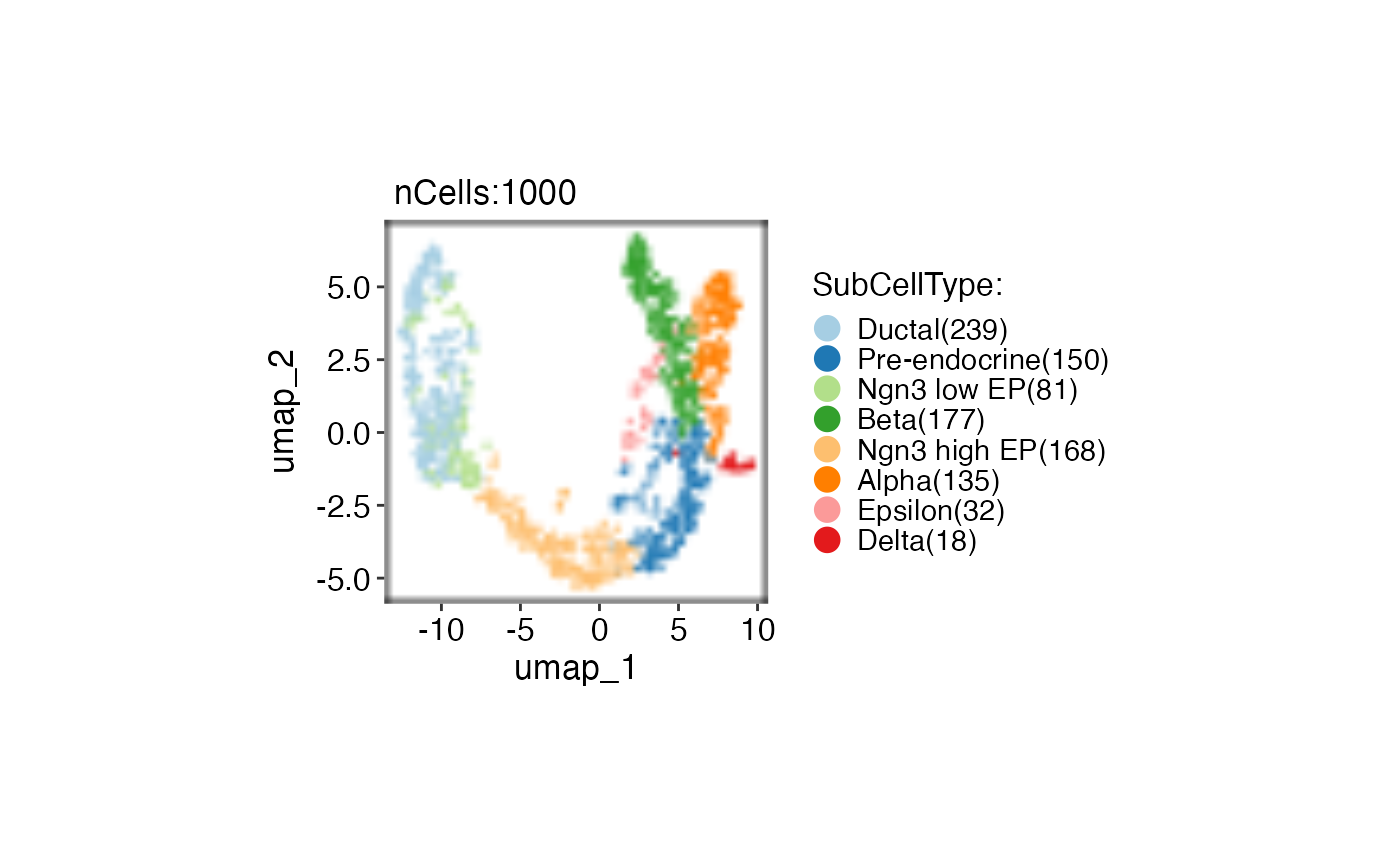 nCells:1000
umap_2
5.0
2.5
0.0
-2.5
-5.0
-10 -5 0 5 10
umap_1
SubCellType:
Ductal(239)
Pre-endocrine(150)
Ngn3 low EP(81)
Beta(177)
Ngn3 high EP(168)
Alpha(135)
Epsilon(32)
Delta(18)